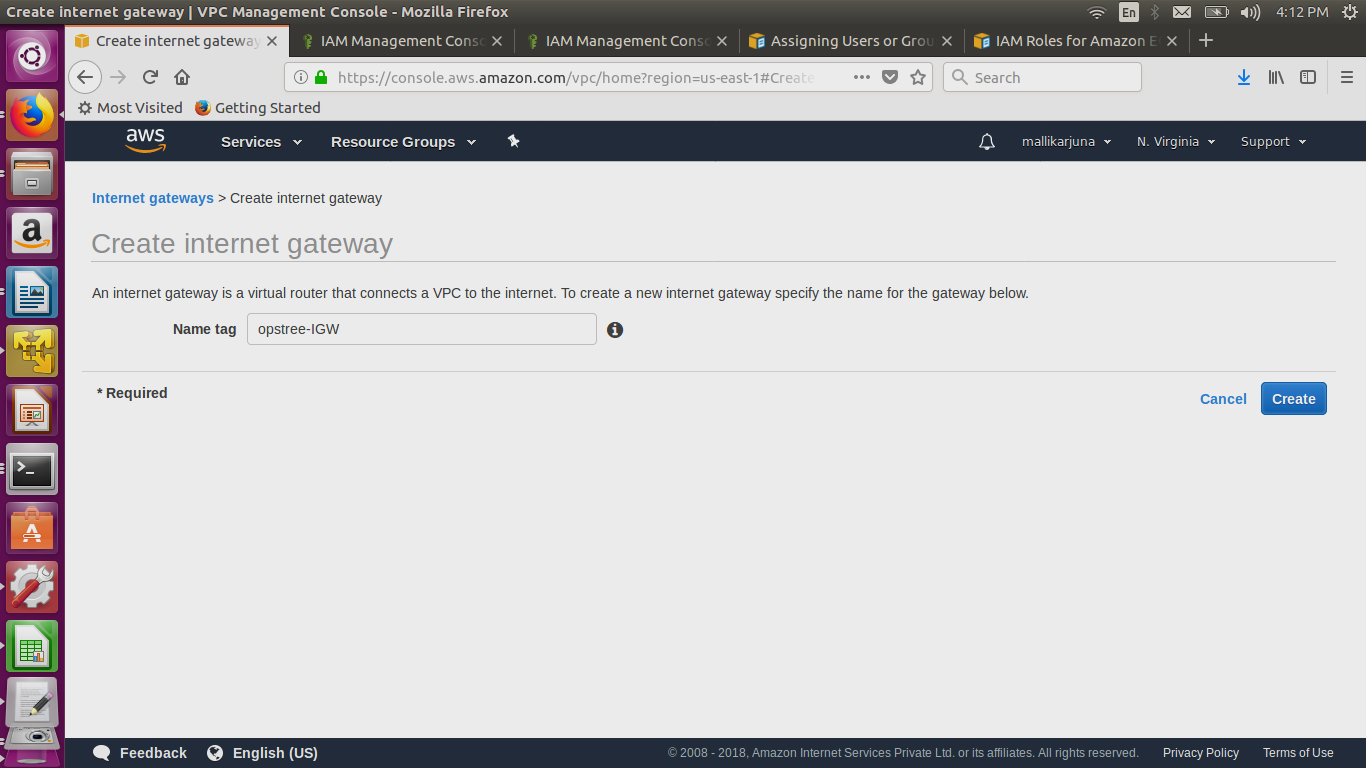 Create internet gateway | VPC Management Console - Mozilla Firefox
En
4:12 PM
Create internet gateway
IAM Management Conso
IAM Management Conso
Assigning Users or Grou
IAM Roles for Amazon E
https://console.aws.amazon.com/vpc/home?region=us-east-1#Create
Search
Most Visited
Getting Started
aws
Services
Resource Groups
mallikarjuna
N. Virginia
Support
Internet gateways > Create internet gateway
Create internet gateway
An internet gateway is a virtual router that connects a VPC to the internet. To create a new internet gateway specify the name for the gateway below.
Name tag
opstree-IGW
* Required
Cancel
Create
Feedback
English (US)
© 2008 - 2018, Amazon Internet Services Private Ltd. or its affiliates. All rights reserved.
Privacy Policy
Terms of Use